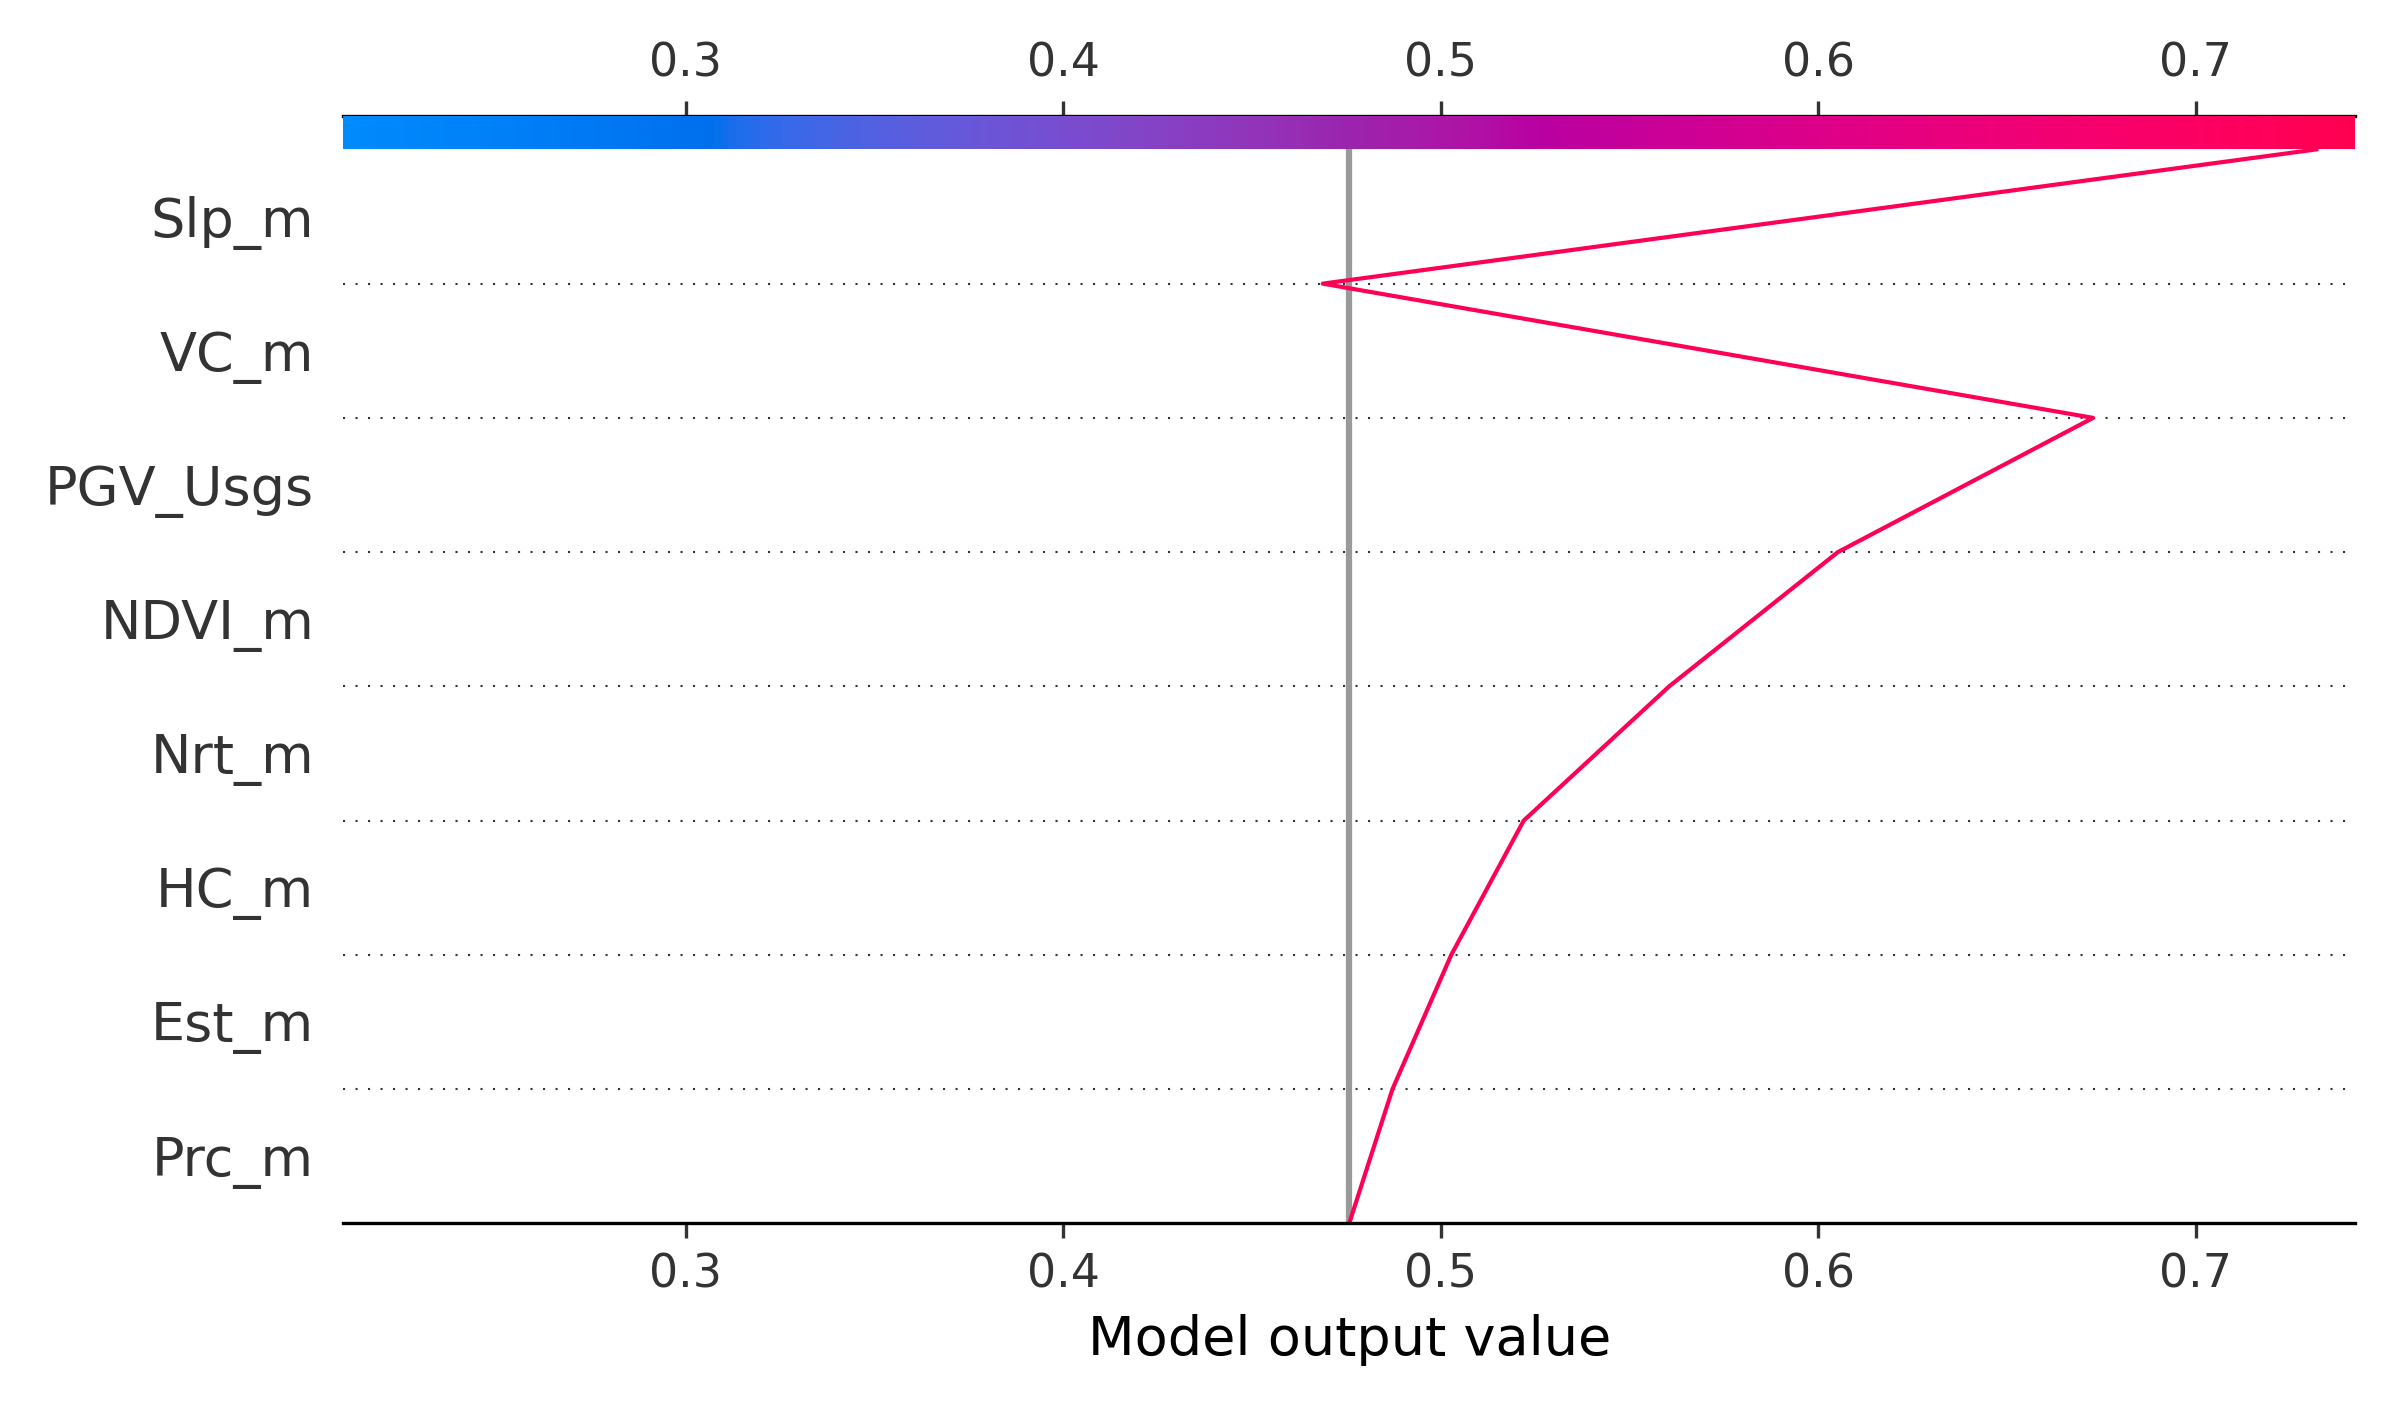 0.3 0.4 0.5 0.6 0.7
Slp_m
VC_m
PGV_Usgs
NDVI_m
Nrt_m
HC_m
Est_m
Prc_m
0.3 0.4 0.5 0.6 0.7
Model output value